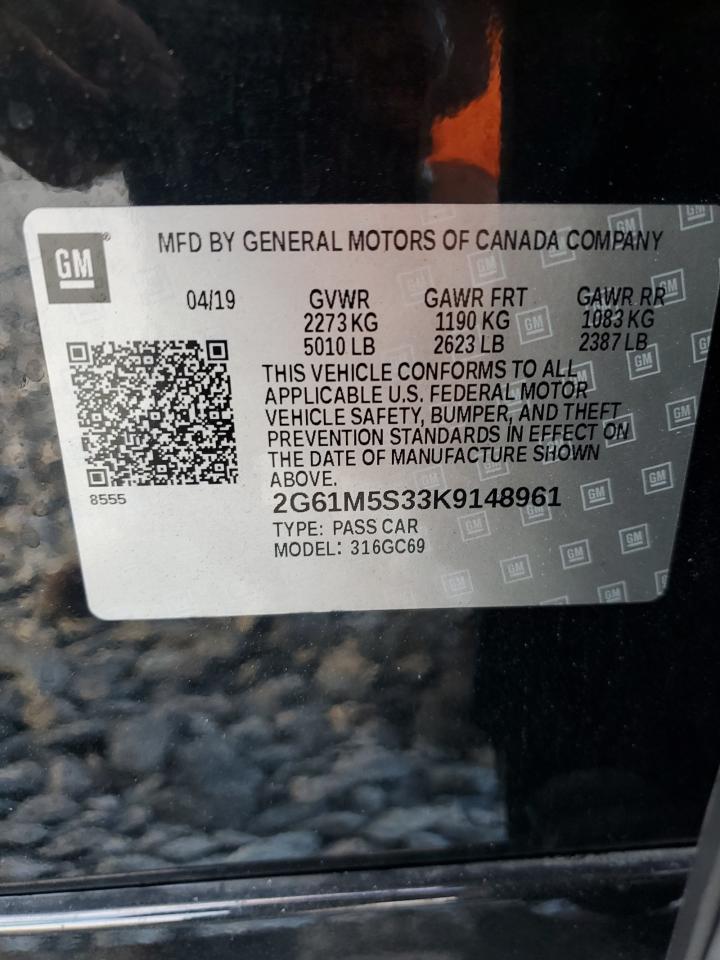 GM
MFD BY GENERAL MOTORS OF CANADA COMPANY
04/19 GVWR GAWR FRT GAWR RR
2273 KG 1190 KG 1083 KG
5010 LB 2623 LB 2387 LB
THIS VEHICLE CONFORMS TO ALL
APPLICABLE U.S. FEDERAL MOTOR
VEHICLE SAFETY, BUMPER, AND THEFT
PREVENTION STANDARDS IN EFFECT ON
THE DATE OF MANUFACTURE SHOWN
ABOVE.
8555
2G61M5S33K9148961
TYPE: PASS CAR
MODEL: 316GC69